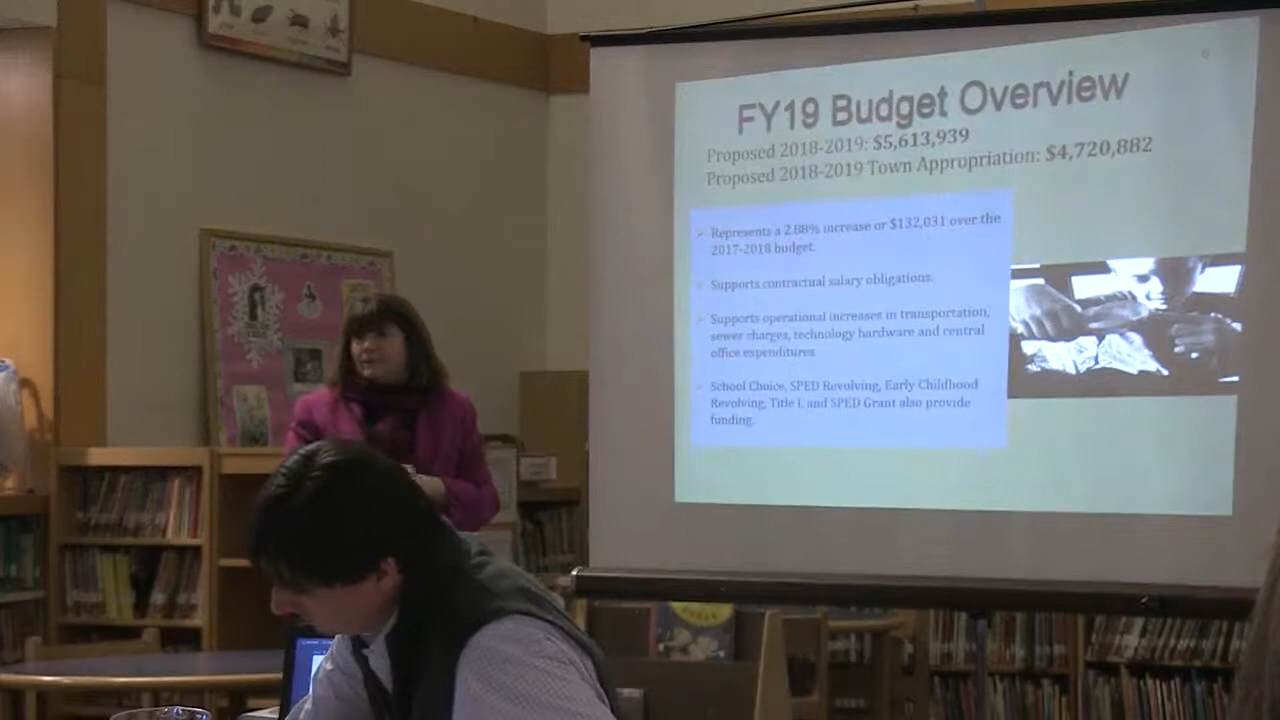 6
FY19 Budget Overview
Proposed 2018-2019: $5,613,939
Proposed 2018-2019 Town Appropriation: $4,720,882
Represents a 2.88% increase or $132,031 over the
2017-2018 budget.
Supports contractual salary obligations.
Supports operational increases in transportation,
sewer charges, technology hardware and central
office expenditures
School Choice, SPED Revolving, Early Childhood
Revolving, Title I, and SPED Grant also provide
funding.